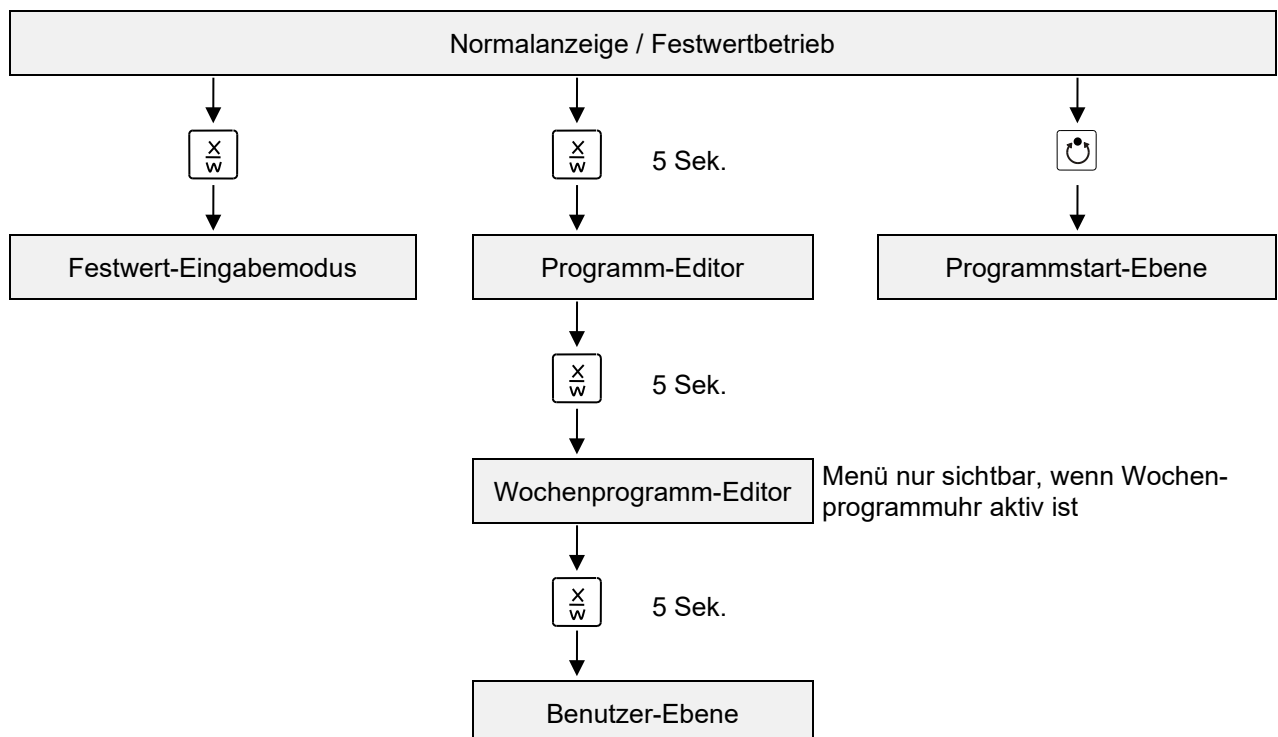 Normalanzeige / Festwertbetrieb
X
W
X
W
5 Sek.
Festwert-Eingabemodus
Programm-Editor
Programmstart-Ebene
X
W
5 Sek.
Wochenprogramm-Editor
Menü nur sichtbar, wenn Wochen-
programmuhr aktiv ist
X
W
5 Sek.
Benutzer-Ebene